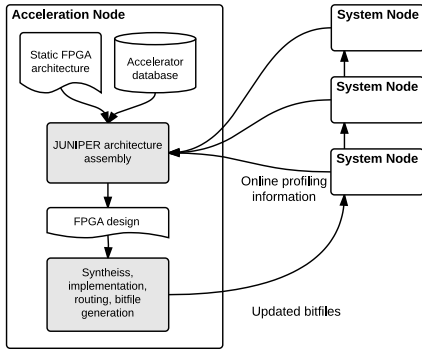 Acceleration Node
Static FPGA
architecture
Accelerator
database
JUNIPER architecture
assembly
FPGA design
Syntheiss,
implementation,
routing, bitfile
generation
System Node
System Node
System Node
Online profiling
information
Updated bitfiles